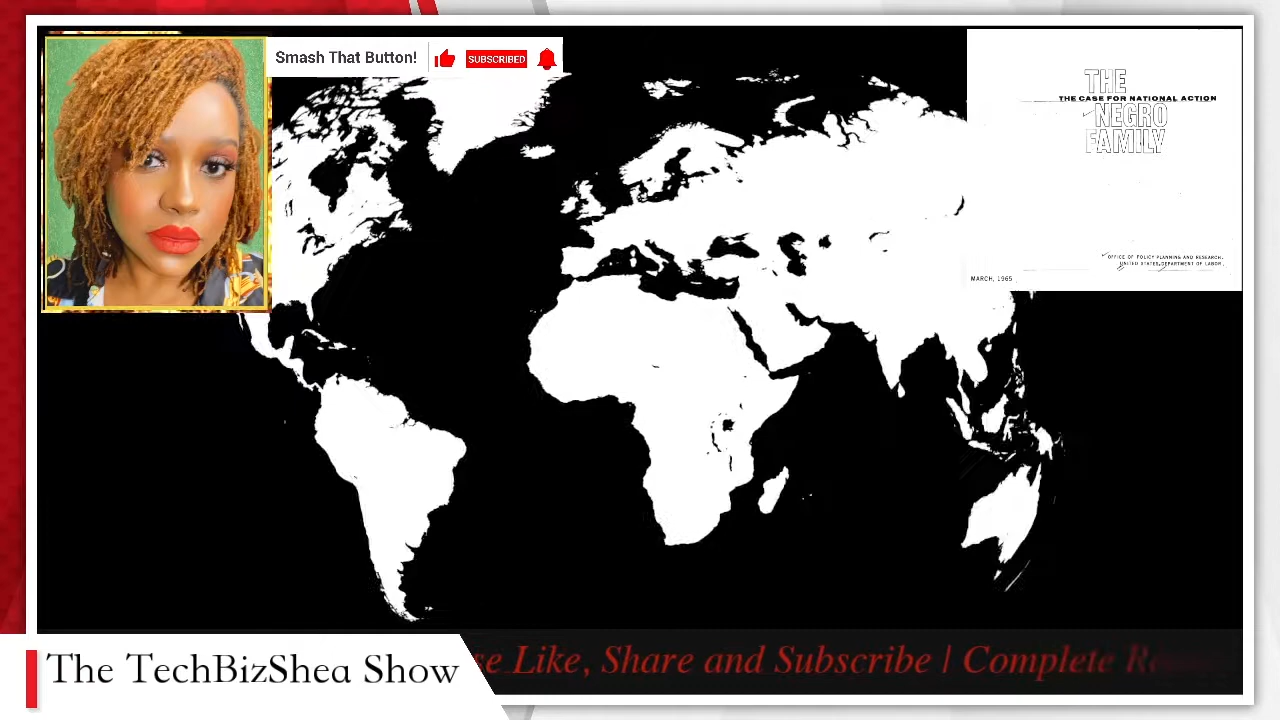 Smash That Button!
SUBSCRIBED
THE
THE CASE FOR NATIONAL ACTION
NEGRO
FAMILY
OFFICE OF POLICY PLANNING AND RESEARCH
UNITED STATES DEPARTMENT OF LABOR
MARCH, 1965
The TechBizShea Show
se Like, Share and Subscribe | Complete